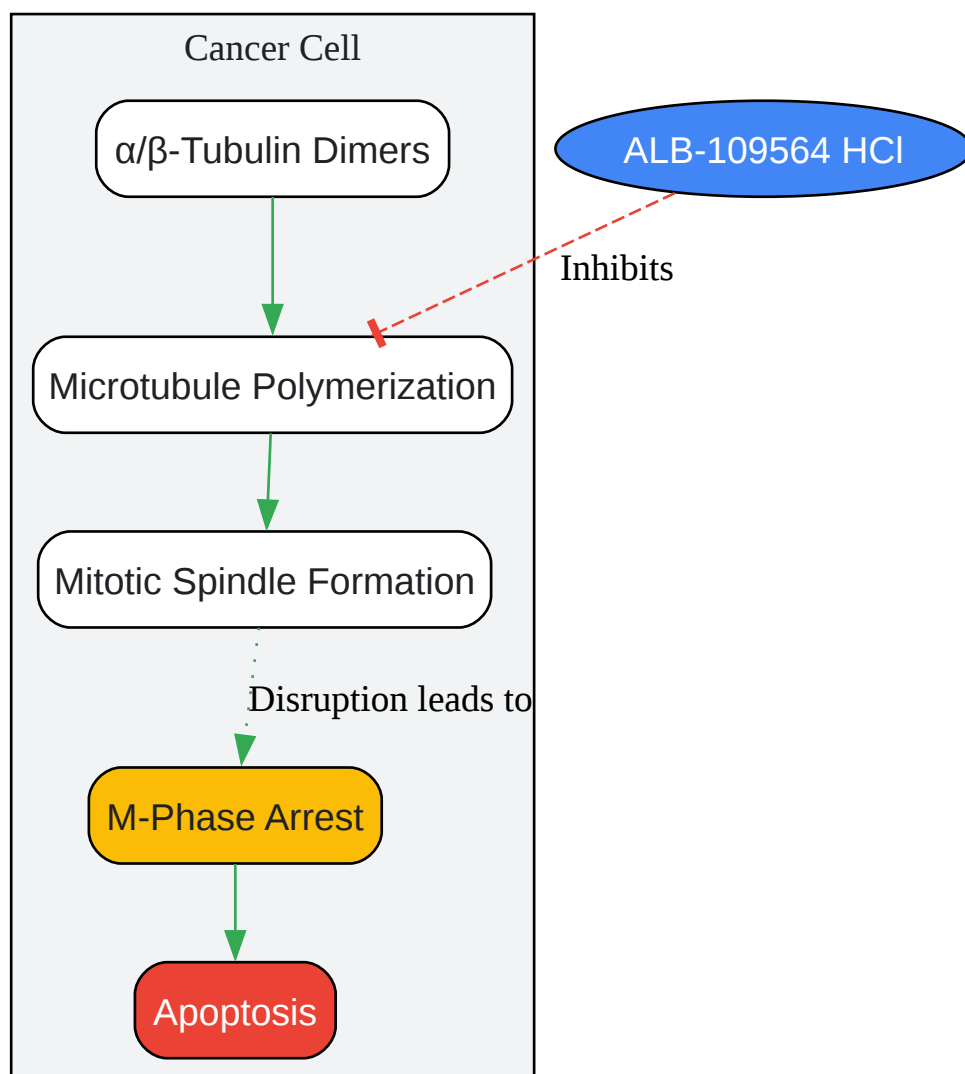 Cancer Cell
α/β-Tubulin Dimers
ALB-109564 HCl
Inhibits
Microtubule Polymerization
Mitotic Spindle Formation
Disruption leads to
M-Phase Arrest
Apoptosis